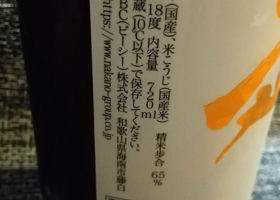 (国産)、米こうじ(国産米) 精米歩合 65%
18度 内容量 720ml
蔵(10℃以下)で保存してください。
BC(ビーシー)株式会社 和歌山県海南市藤白
https://www.nakano-group.co.jp